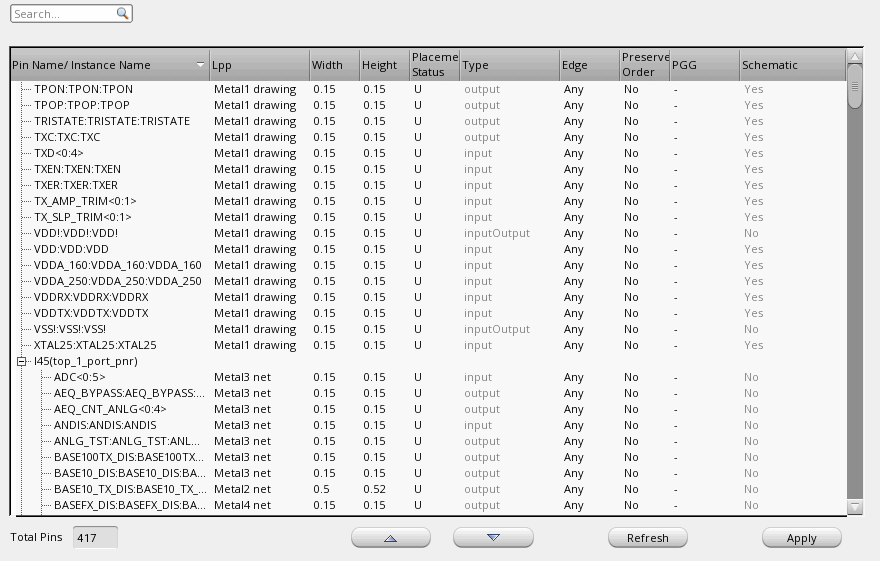 Search...
Pin Name/ Instance Name Lpp Width Height Placeme Status Type Edge Preserve Order PGG Schematic
TPON:TPON:TPON Metal1 drawing 0.15 0.15 U output Any No - Yes
TPOP:TPOP:TPOP Metal1 drawing 0.15 0.15 U output Any No - Yes
TRISTATE:TRISTATE:TRISTATE Metal1 drawing 0.15 0.15 U output Any No - Yes
TXC:TXC:TXC Metal1 drawing 0.15 0.15 U output Any No - Yes
TXD<0:4> Metal1 drawing 0.15 0.15 U input Any No - Yes
TXEN:TXEN:TXEN Metal1 drawing 0.15 0.15 U input Any No - Yes
TXER:TXER:TXER Metal1 drawing 0.15 0.15 U input Any No - Yes
TX_AMP_TRIM<0:1> Metal1 drawing 0.15 0.15 U input Any No - Yes
TX_SLP_TRIM<0:1> Metal1 drawing 0.15 0.15 U input Any No - Yes
VDD!:VDD!:VDD! Metal1 drawing 0.15 0.15 U inputOutput Any No - No
VDD:VDD:VDD Metal1 drawing 0.15 0.15 U input Any No - Yes
VDDA_160:VDDA_160:VDDA_160 Metal1 drawing 0.15 0.15 U input Any No - Yes
VDDA_250:VDDA_250:VDDA_250 Metal1 drawing 0.15 0.15 U input Any No - Yes
VDDRX:VDDRX:VDDRX Metal1 drawing 0.15 0.15 U input Any No - Yes
VDDTX:VDDTX:VDDTX Metal1 drawing 0.15 0.15 U input Any No - Yes
VSS!:VSS!:VSS! Metal1 drawing 0.15 0.15 U inputOutput Any No - No
XTAL25:XTAL25:XTAL25 Metal1 drawing 0.15 0.15 U input Any No - Yes
I45(top_1_port_pnr)
ADC<0:5> Metal3 net 0.15 0.15 U input Any No - No
AEQ_BYPASS:AEQ_BYPASS:... Metal3 net 0.15 0.15 U output Any No - No
AEQ_CNT_ANLG<0:4> Metal3 net 0.15 0.15 U output Any No - No
ANDIS:ANDIS:ANDIS Metal3 net 0.15 0.15 U input Any No - No
ANLG_TST:ANLG_TST:ANL... Metal3 net 0.15 0.15 U output Any No - No
BASE100TX_DIS:BASE100TX... Metal3 net 0.15 0.15 U output Any No - No
BASE10_DIS:BASE10_DIS:BA... Metal3 net 0.15 0.15 U output Any No - No
BASE10_TX_DIS:BASE10_TX_... Metal2 net 0.5 0.52 U output Any No - No
BASEFX_DIS:BASEFX_DIS:BA... Metal4 net 0.15 0.15 U output Any No - No
Total Pins 417 Refresh Apply